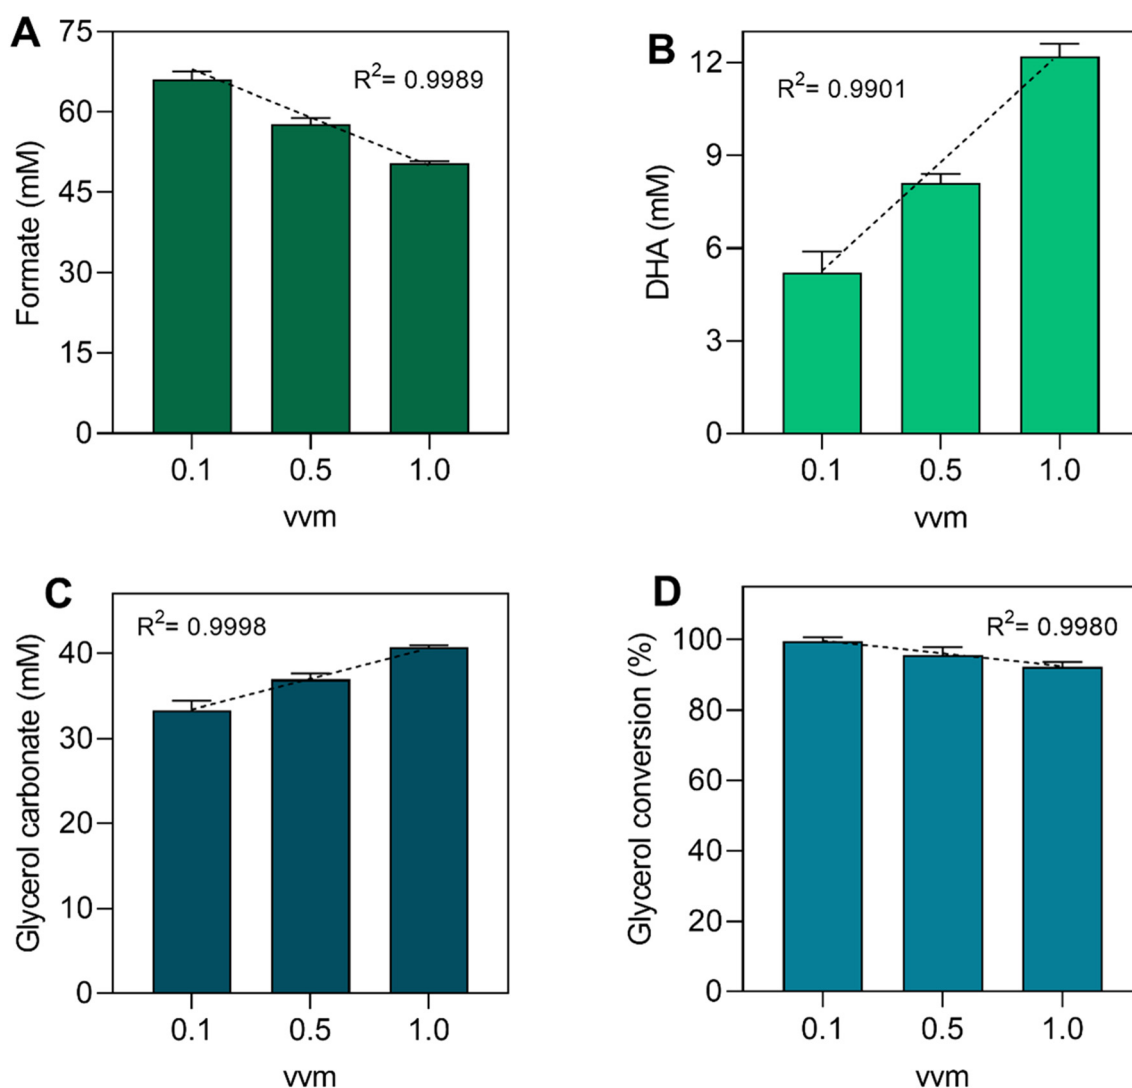 A
75
60
45
30
15
0
Formate (mM)
R2= 0.9989
0.1 0.5 1.0
vvm
B
12
9
6
3
0
DHA (mM)
R2= 0.9901
0.1 0.5 1.0
vvm
C
40
30
20
10
0
Glycerol carbonate (mM)
R2= 0.9998
0.1 0.5 1.0
vvm
D
100
80
60
40
20
0
Glycerol conversion (%)
R2= 0.9980
0.1 0.5 1.0
vvm